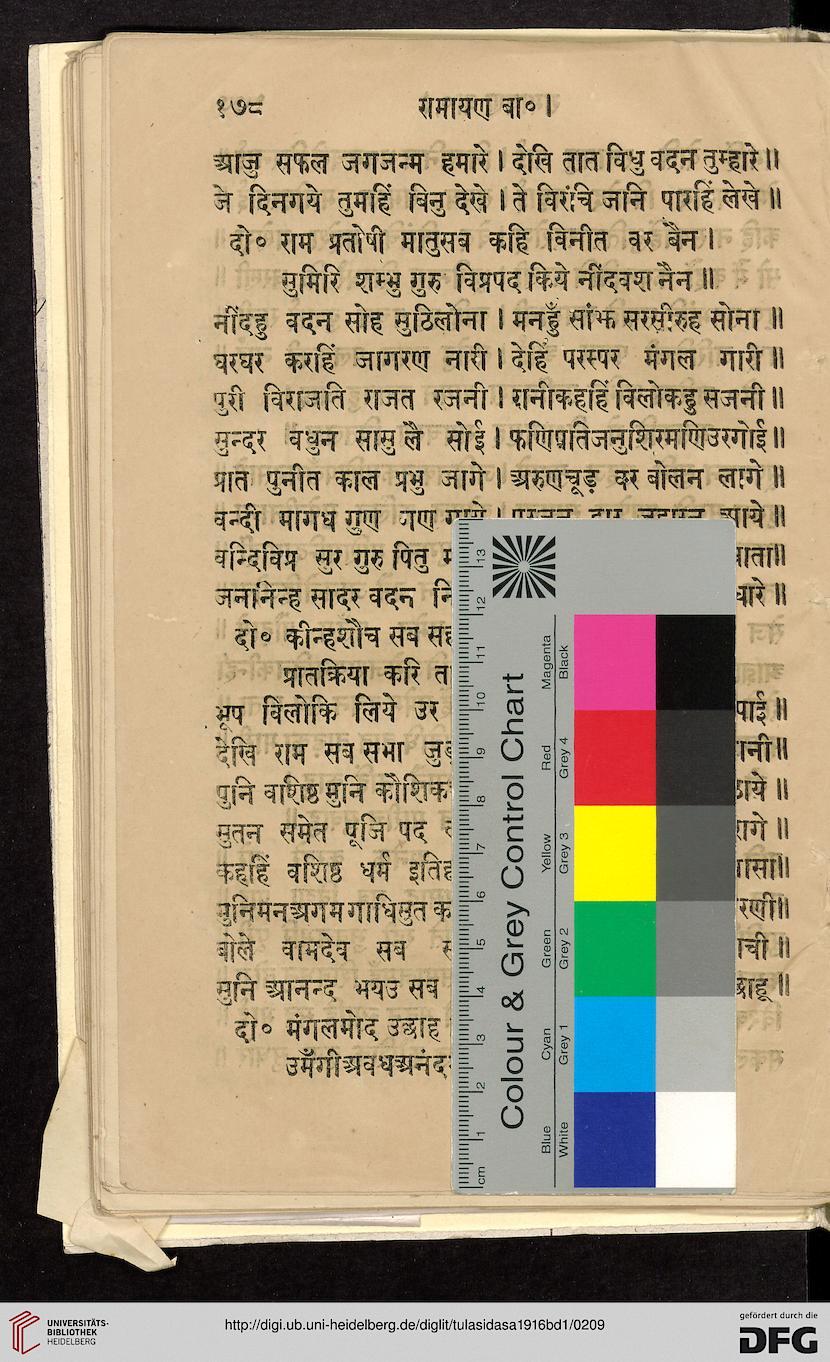 १७८ रामायण बा० ।
आजु सफल जगजन्म हमारे । देखि तात विधु वदन तुम्हारे ॥
जे दिनगये तुमहिं बिनु देखे । ते विरंचि जानि पारहिं लेखे ॥
दो० राम प्रतोषी मातुसब कहि विनीत वर बैन ।
सुमिरि शम्भु गुरु विप्रपद किये नींदवश नैन ॥
नींदहु वदन सोह सुठिलोना । मनहुँ सांझ सरसीरुह सोना ॥
घरघर करहिं जागरण नारी । देहिं परस्पर मंगल गारी ॥
पुरी विराजति राजत रजनी । रानीकहहिं विलोकहु सजनी ॥
सुन्दर वधुन सासु लै सोई । फणिपतिजनुशिरमणिउरगोई ॥
प्रात पुनीत काल प्रभु जागे । अरुणचूड़ वर बोलन लागे ॥
वन्दी मागध गुण गण आये ॥
वन्दिविप्र सुर गुरु पितु
जननिन्ह सादर वदन
दो० कीन्हशौच सब
प्रातक्रिया करि
भूप विलोकि लिये उर
देखि राम सब सभा
पुनि वशिष्ठ मुनि
सुतन समेत पूजि पद
कहहिं वशिष्ठ धर्म
मुनिमनअगम गाधिसुत
बोले वामदेव सब
सुनि आनन्द भयउ सब
दो० मंगलमोद उछाह
उमँगीअवधअनंद
Colour & Grey Control Chart
Blue Cyan Green Yellow Red Magenta
White Grey 1 Grey 2 Grey 3 Grey 4 Black
cm 1 2 3 4 5 6 7 8 9 10 11 12 13
UNIVERSITÄTS-
BIBLIOTHEK
HEIDELBERG
http://digi.ub.uni-heidelberg.de/diglit/tulasidasa1916bd1/0209
gefördert durch die
DFG